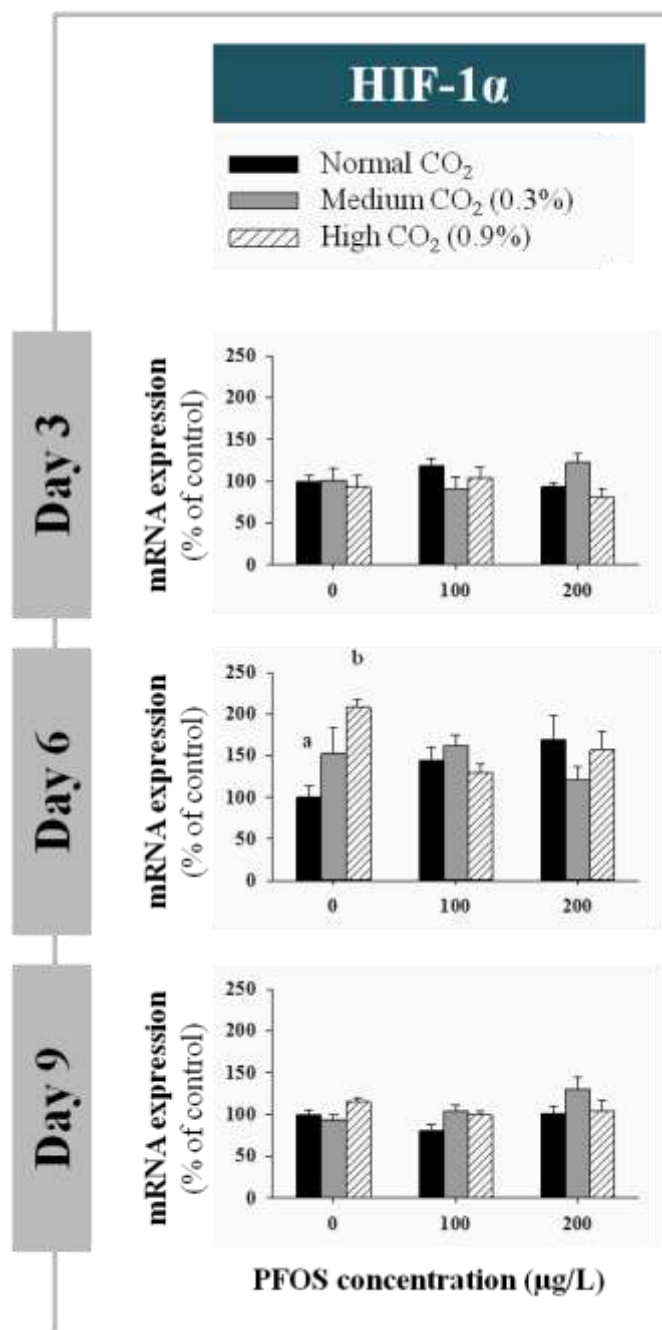 HIF-1α
Normal CO₂
Medium CO₂ (0.3%)
High CO₂ (0.9%)
Day 3
mRNA expression
(% of control)
250
200
150
100
50
0
0 100 200
Day 6
mRNA expression
(% of control)
250
200
150
100
50
0
a
b
0 100 200
Day 9
mRNA expression
(% of control)
250
200
150
100
50
0
0 100 200
PFOS concentration (µg/L)